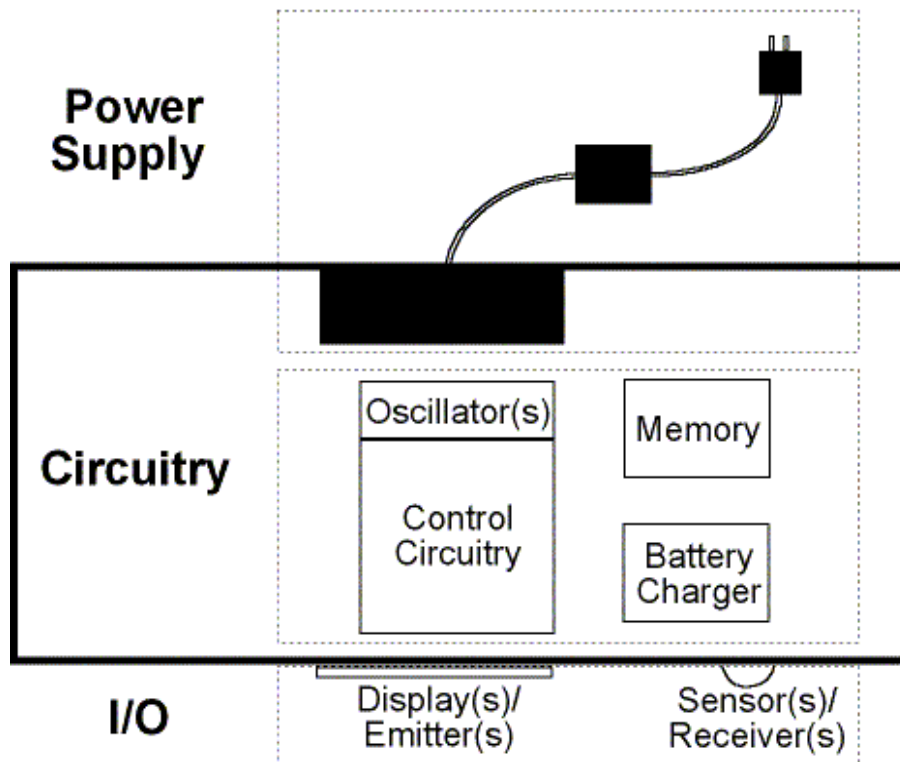 Power
Supply
Oscillator(s)
Memory
Circuitry
Control
Circuitry
Battery
Charger
I/O
Display(s)/
Emitter(s)
Sensor(s)/
Receiver(s)